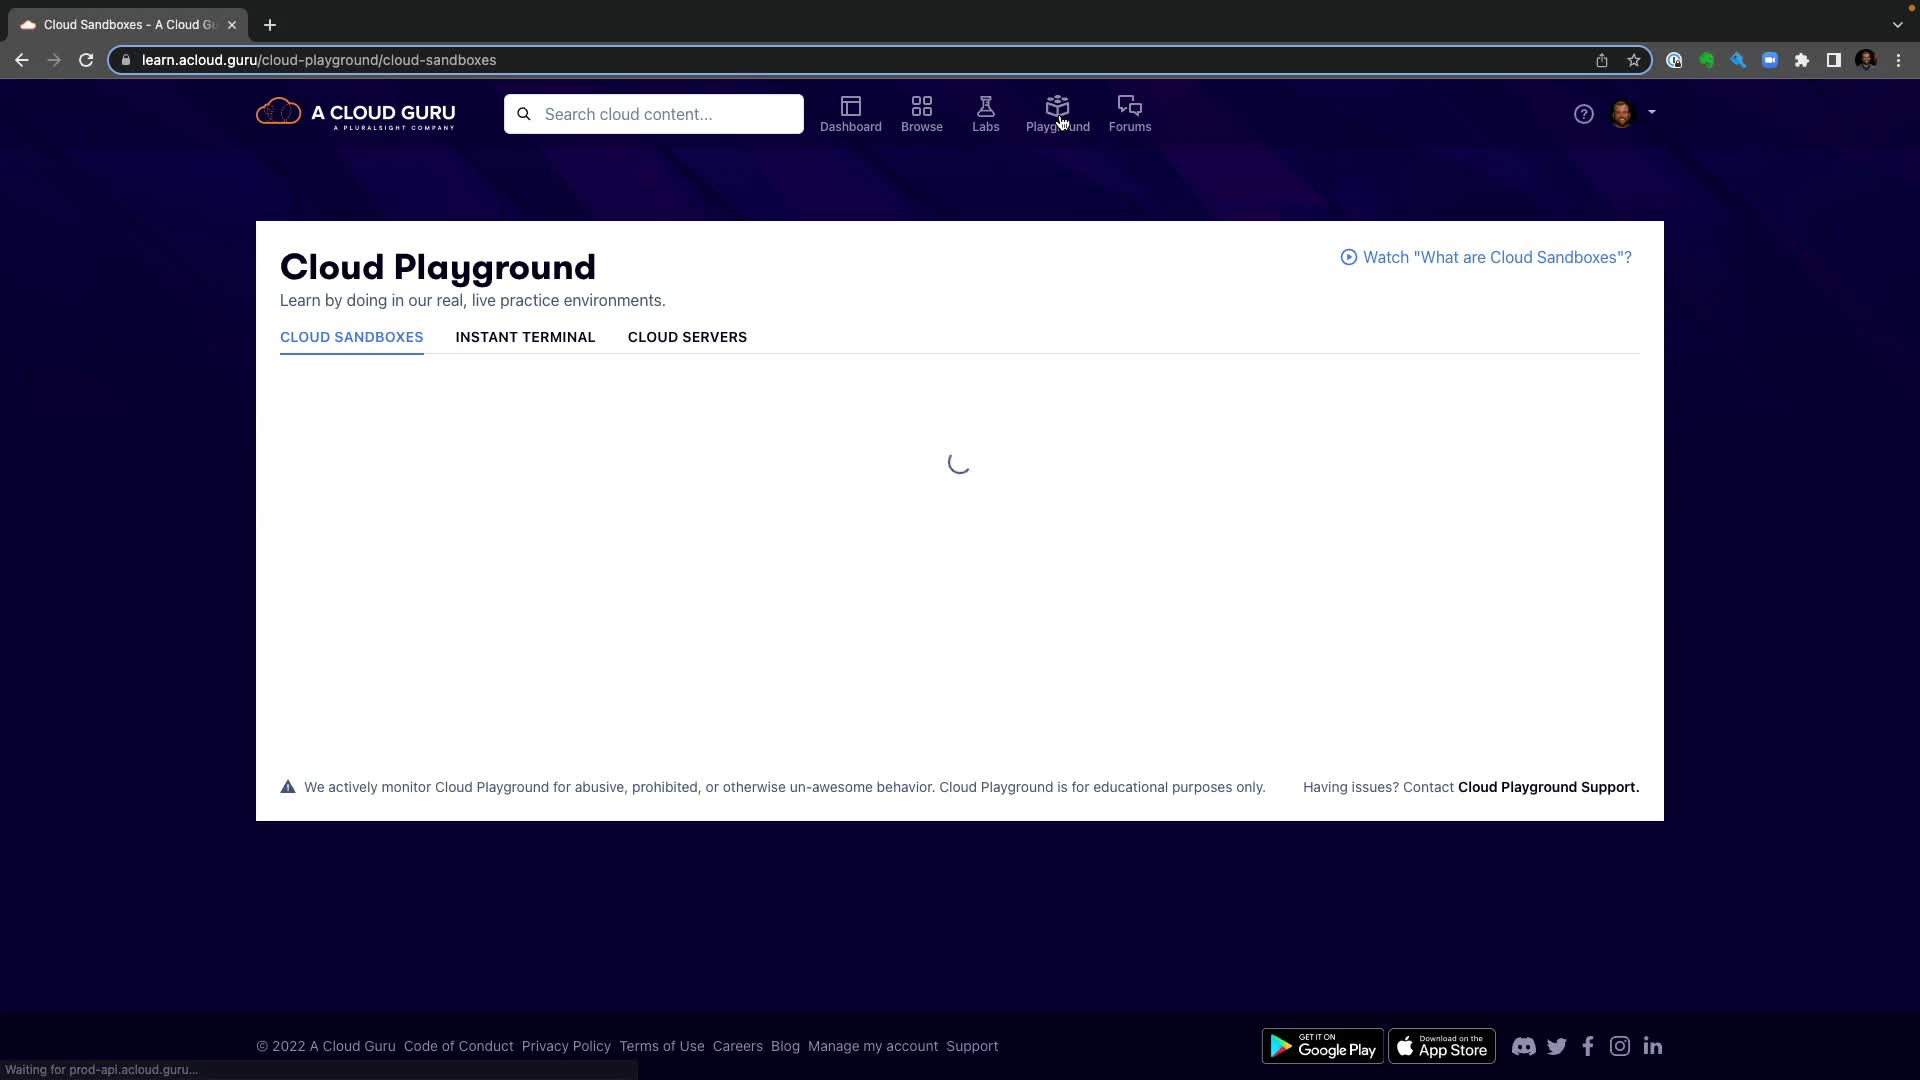 Cloud Sandboxes - A Cloud Gu
learn.acloud.guru/cloud-playground/cloud-sandboxes
A CLOUD GURU
A PLURALSIGHT COMPANY
Search cloud content...
Dashboard
Browse
Labs
Playground
Forums
Cloud Playground
Watch "What are Cloud Sandboxes"?
Learn by doing in our real, live practice environments.
CLOUD SANDBOXES
INSTANT TERMINAL
CLOUD SERVERS
We actively monitor Cloud Playground for abusive, prohibited, or otherwise un-awesome behavior. Cloud Playground is for educational purposes only.
Having issues? Contact Cloud Playground Support.
© 2022 A Cloud Guru Code of Conduct Privacy Policy Terms of Use Careers Blog Manage my account Support
GET IT ON
Google Play
Download on the
App Store
Waiting for prod-api.acloud.guru...